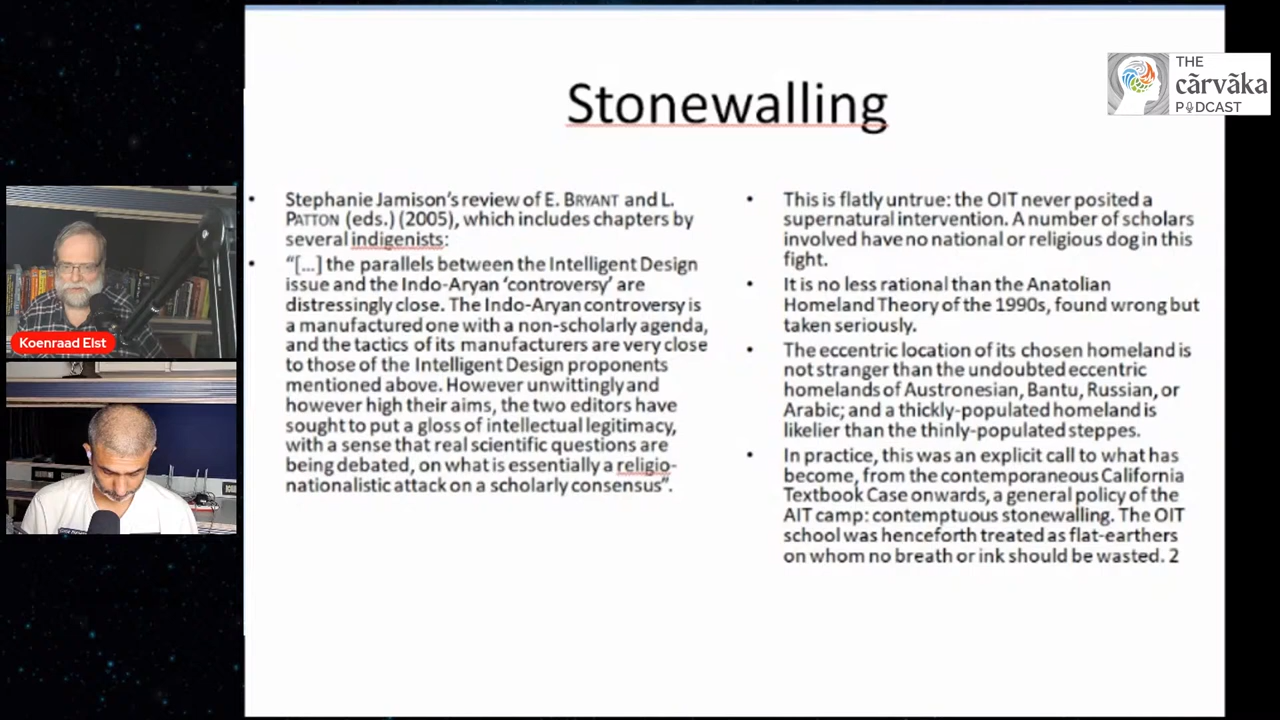 Stonewalling
THE
cārvāka
PODCAST
• Stephanie Jamison's review of E. BRYANT and L.
PATTON (eds.) (2005), which includes chapters by
several indigenists:
• "[...] the parallels between the Intelligent Design
issue and the Indo-Aryan 'controversy' are
distressingly close. The Indo-Aryan controversy is
a manufactured one with a non-scholarly agenda,
and the tactics of its manufacturers are very close
to those of the Intelligent Design proponents
mentioned above. However unwittingly and
however high their aims, the two editors have
sought to put a gloss of intellectual legitimacy,
with a sense that real scientific questions are
being debated, on what is essentially a religio-
nationalistic attack on a scholarly consensus".
• This is flatly untrue: the OIT never posited a
supernatural intervention. A number of scholars
involved have no national or religious dog in this
fight.
• It is no less rational than the Anatolian
Homeland Theory of the 1990s, found wrong but
taken seriously.
• The eccentric location of its chosen homeland is
not stranger than the undoubted eccentric
homelands of Austronesian, Bantu, Russian, or
Arabic; and a thickly-populated homeland is
likelier than the thinly-populated steppes.
• In practice, this was an explicit call to what has
become, from the contemporaneous California
Textbook Case onwards, a general policy of the
AIT camp: contemptuous stonewalling. The OIT
school was henceforth treated as flat-earthers
on whom no breath or ink should be wasted. 2
Koenraad Elst